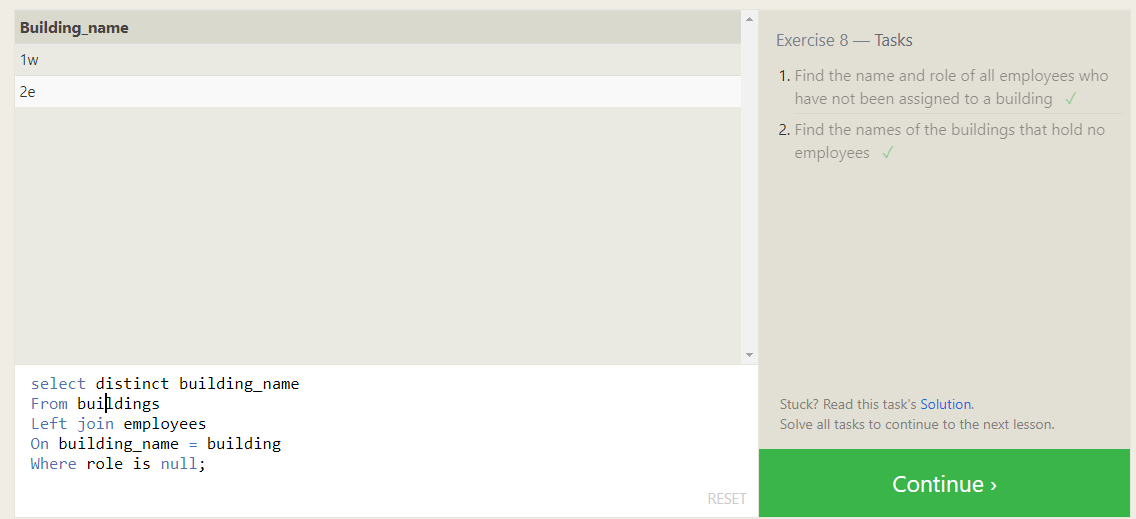 Building_name
1w
2e
select distinct building_name
From buildings
Left join employees
On building_name = building
Where role is null;
RESET
Exercise 8 — Tasks
1. Find the name and role of all employees who
have not been assigned to a building ✓
2. Find the names of the buildings that hold no
employees ✓
Stuck? Read this task's Solution.
Solve all tasks to continue to the next lesson.
Continue ›